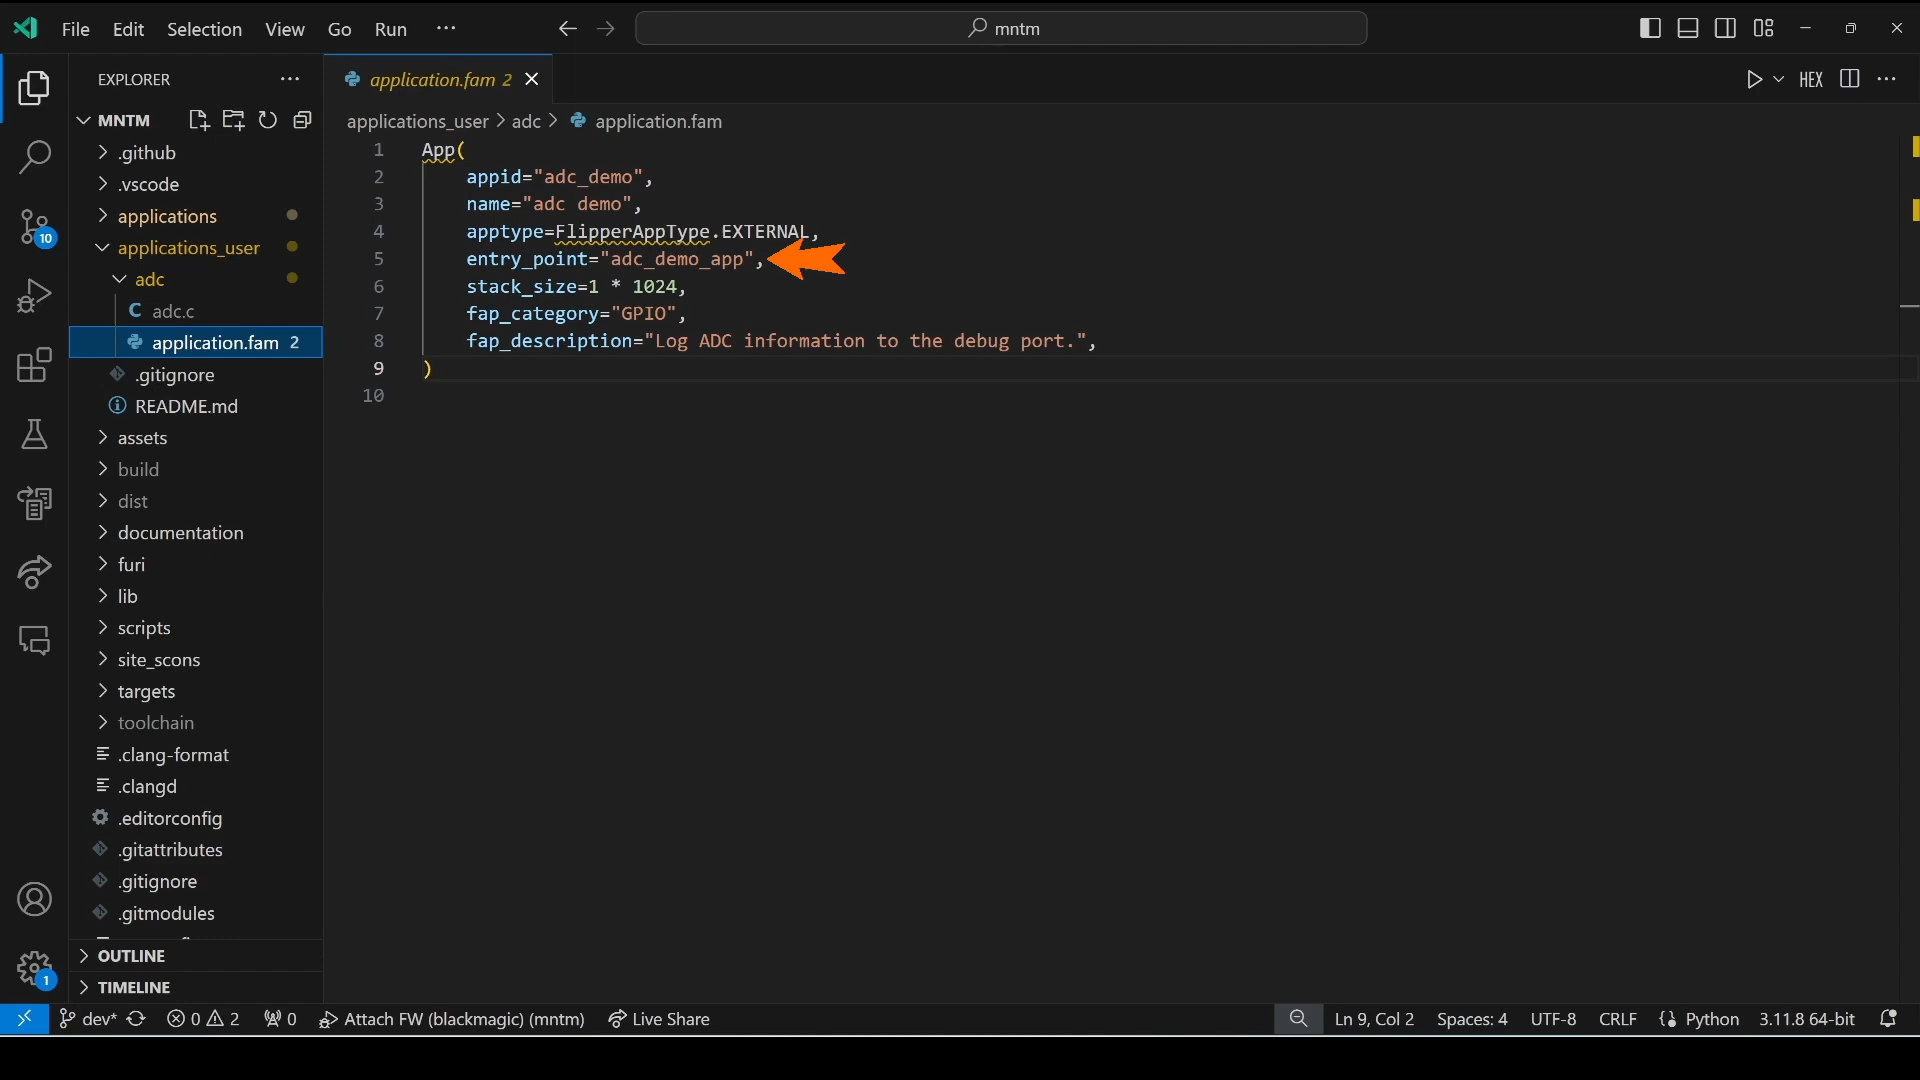 File Edit Selection View Go Run ··· mntm
EXPLORER ···
application.fam 2
HEX ···
MNTM
applications_user > adc > application.fam
.github
.vscode
applications
applications_user
adc
C adc.c
application.fam 2
.gitignore
README.md
assets
build
dist
documentation
furi
lib
scripts
site_scons
targets
toolchain
.clang-format
.clangd
.editorconfig
.gitattributes
.gitignore
.gitmodules
OUTLINE
TIMELINE
10
1
1 App(
2 appid="adc_demo",
3 name="adc demo",
4 apptype=FlipperAppType.EXTERNAL,
5 entry_point="adc_demo_app",
6 stack_size=1 * 1024,
7 fap_category="GPIO",
8 fap_description="Log ADC information to the debug port.",
9 )
10
dev* 0 2 0 Attach FW (blackmagic) (mntm) Live Share Ln 9, Col 2 Spaces: 4 UTF-8 CRLF Python 3.11.8 64-bit